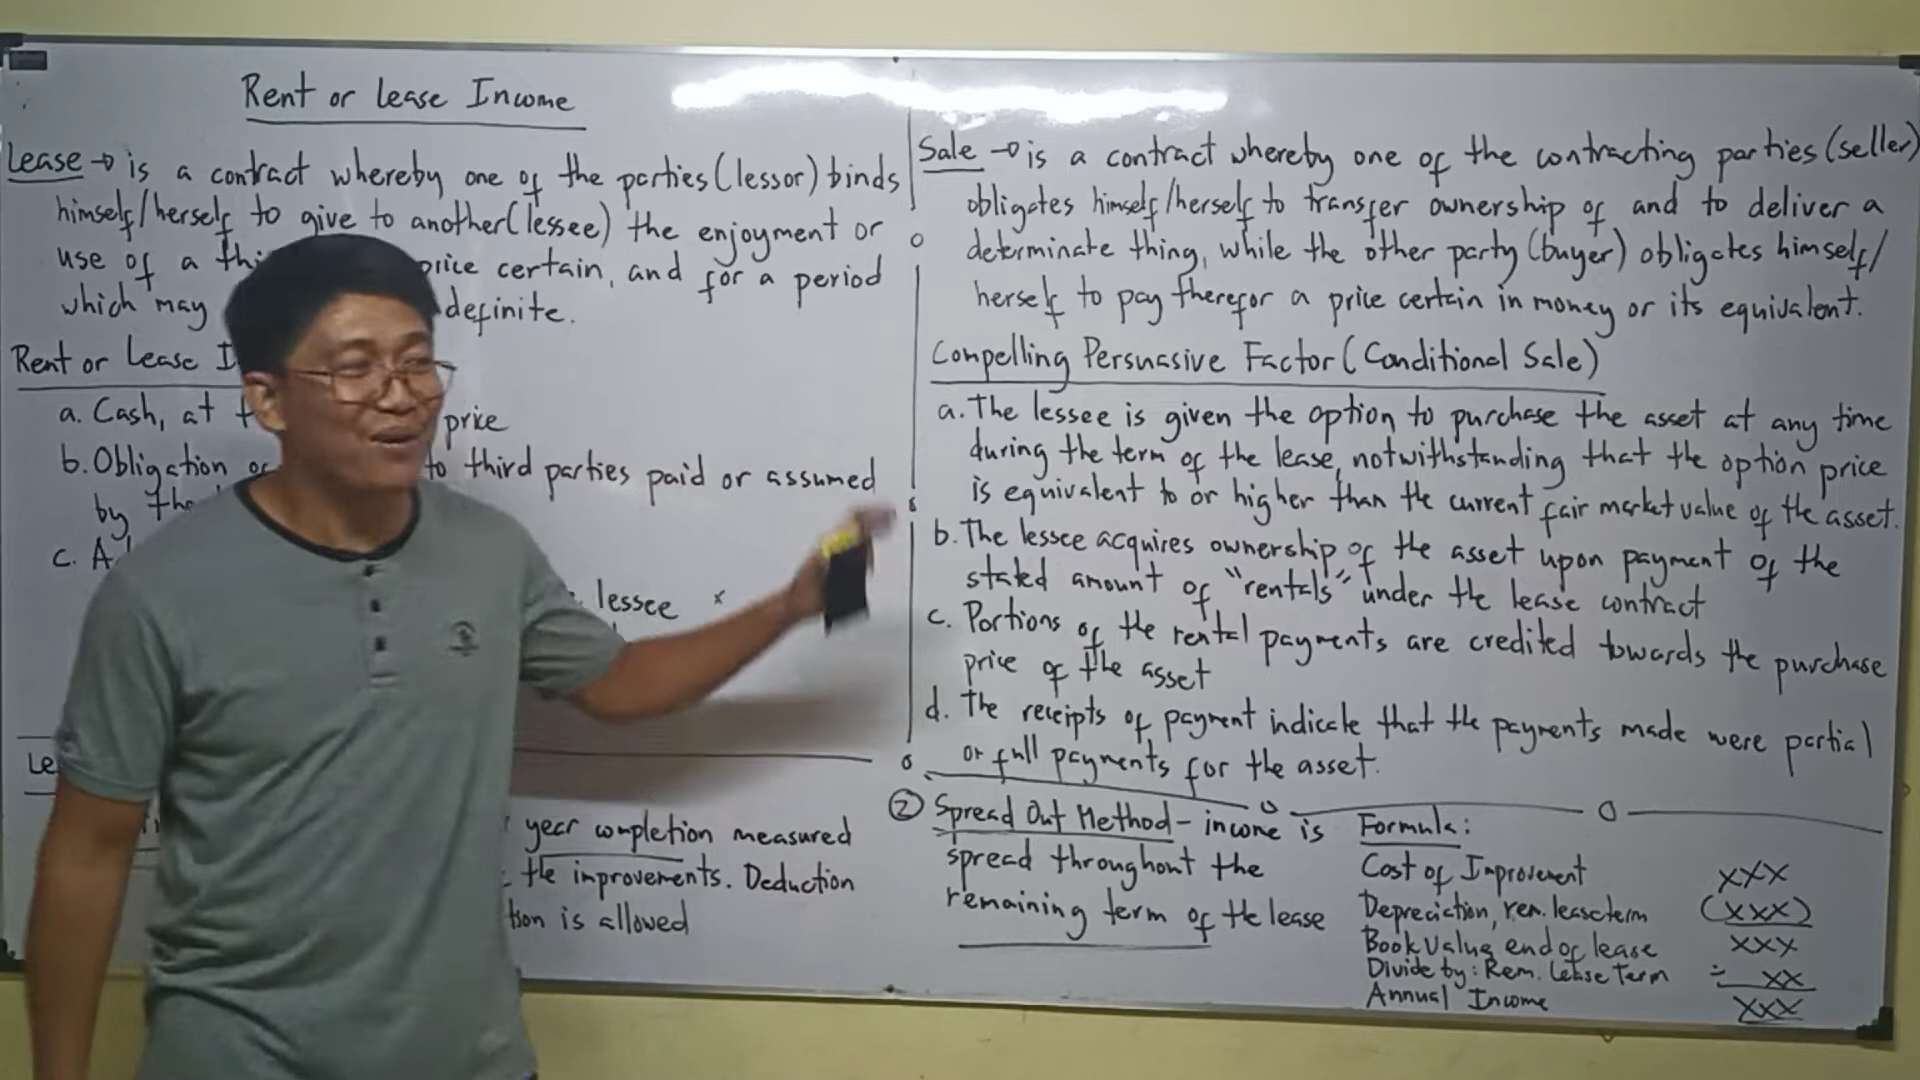 Rent or Lease Income
Lease → is a contract whereby one of the parties (lessor) binds
himself/herself to give to another (lessee) the enjoyment or
use of a price certain, and for a period
which may definite.
Rent or Lease
a. Cash, at price
b. Obligation to third parties paid or assumed
by
c.
lessee
year completion measured
the improvements. Deduction
is allowed
Sale → is a contract whereby one of the contracting parties (seller)
obligates himself/herself to transfer ownership of and to deliver a
determinate thing, while the other party (buyer) obligates himself/
herself to pay therefor a price certain in money or its equivalent.
Compelling Persuasive Factor (Conditional Sale)
a. The lessee is given the option to purchase the asset at any time
during the term of the lease, notwithstanding that the option price
is equivalent to or higher than the current fair market value of the asset.
b. The lessee acquires ownership of the asset upon payment of the
stated amount of "rentals" under the lease contract
c. Portions of the rental payments are credited towards the purchase
price of the asset
d. The receipts of payment indicate that the payments made were partial
or full payments for the asset.
② Spread Out Method - income is
spread throughout the
remaining term of the lease
Formula:
Cost of Improvement xxx
Depreciation, rem. lease term (xxx)
Book Value, end of lease xxx
Divide by: Rem. Lease Term ÷ xx
Annual Income xxx